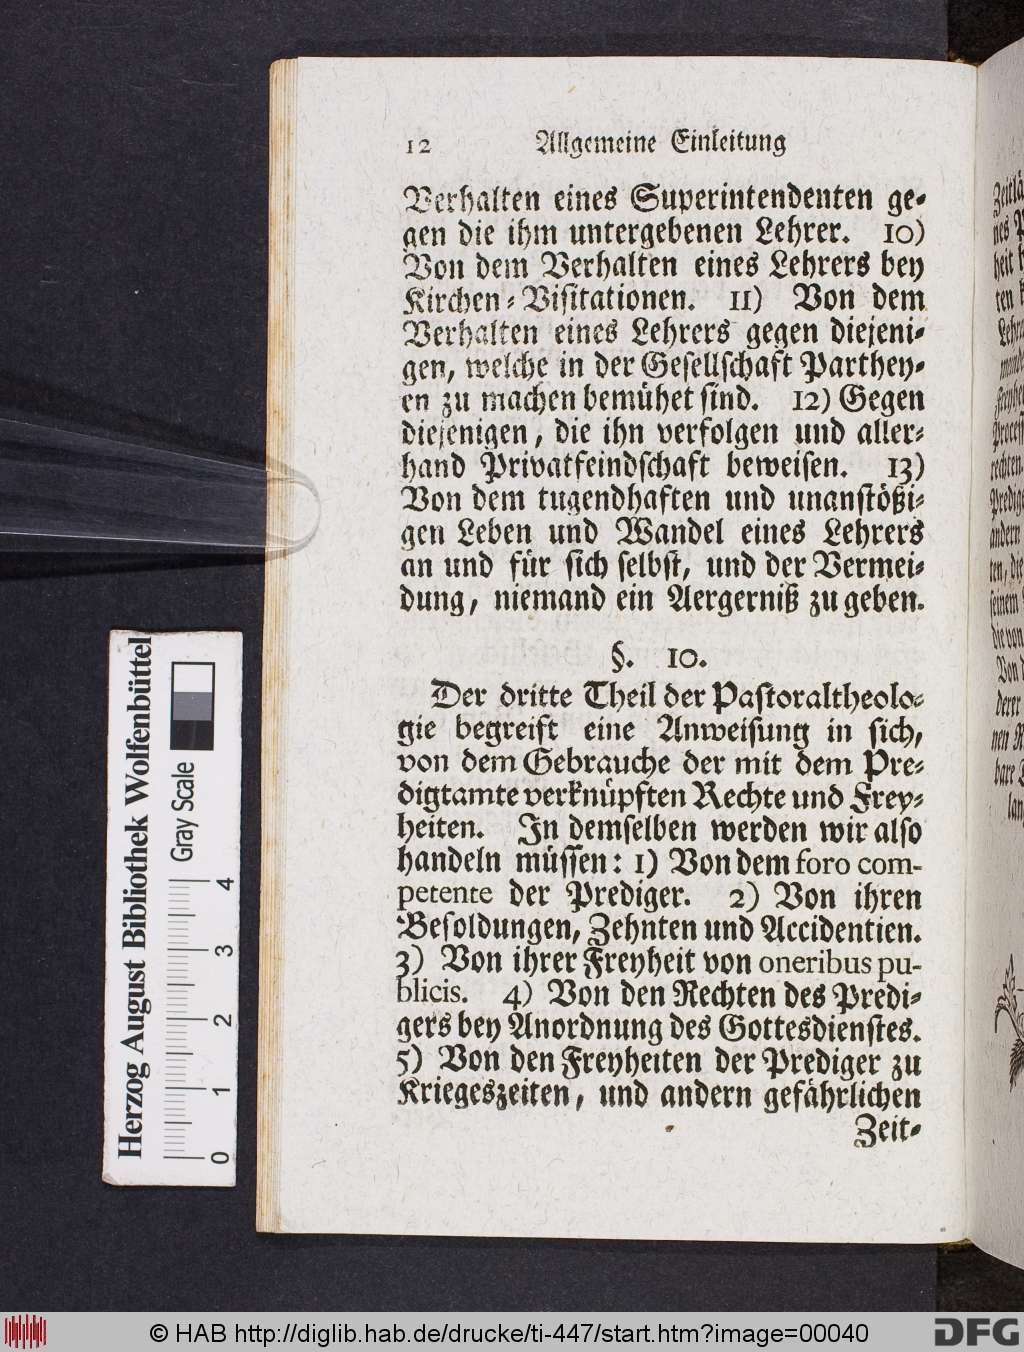 12 Allgemeine Einleitung
Verhalten eines Superintendenten ge-
gen die ihm untergebenen Lehrer. 10)
Von dem Verhalten eines Lehrers bey
Kirchen-Visitationen. 11) Von dem
Verhalten eines Lehrers gegen diejeni-
gen, welche in der Gesellschaft Parthey-
en zu machen bemühet sind. 12) Gegen
diejenigen, die ihn verfolgen und aller-
hand Privatfeindschaft beweisen. 13)
Von dem tugendhaften und unanstößi-
gen Leben und Wandel eines Lehrers
an und für sich selbst, und der Vermei-
dung, niemand ein Aergerniß zu geben.
§. 10.
Der dritte Theil der Pastoraltheolo-
gie begreift eine Anweisung in sich,
von dem Gebrauche der mit dem Pre-
digtamte verknüpften Rechte und Frey-
heiten. In demselben werden wir also
handeln müssen: 1) Von dem foro com-
petente der Prediger. 2) Von ihren
Besoldungen, Zehnten und Accidentien.
3) Von ihrer Freyheit von oneribus pu-
blicis. 4) Von den Rechten des Predi-
gers bey Anordnung des Gottesdienstes.
5) Von den Freyheiten der Prediger zu
Kriegeszeiten, und andern gefährlichen
Zeit-
Herzog August Bibliothek Wolfenbüttel
Gray Scale
0 1 2 3 4
© HAB http://diglib.hab.de/drucke/ti-447/start.htm?image=00040
DFG